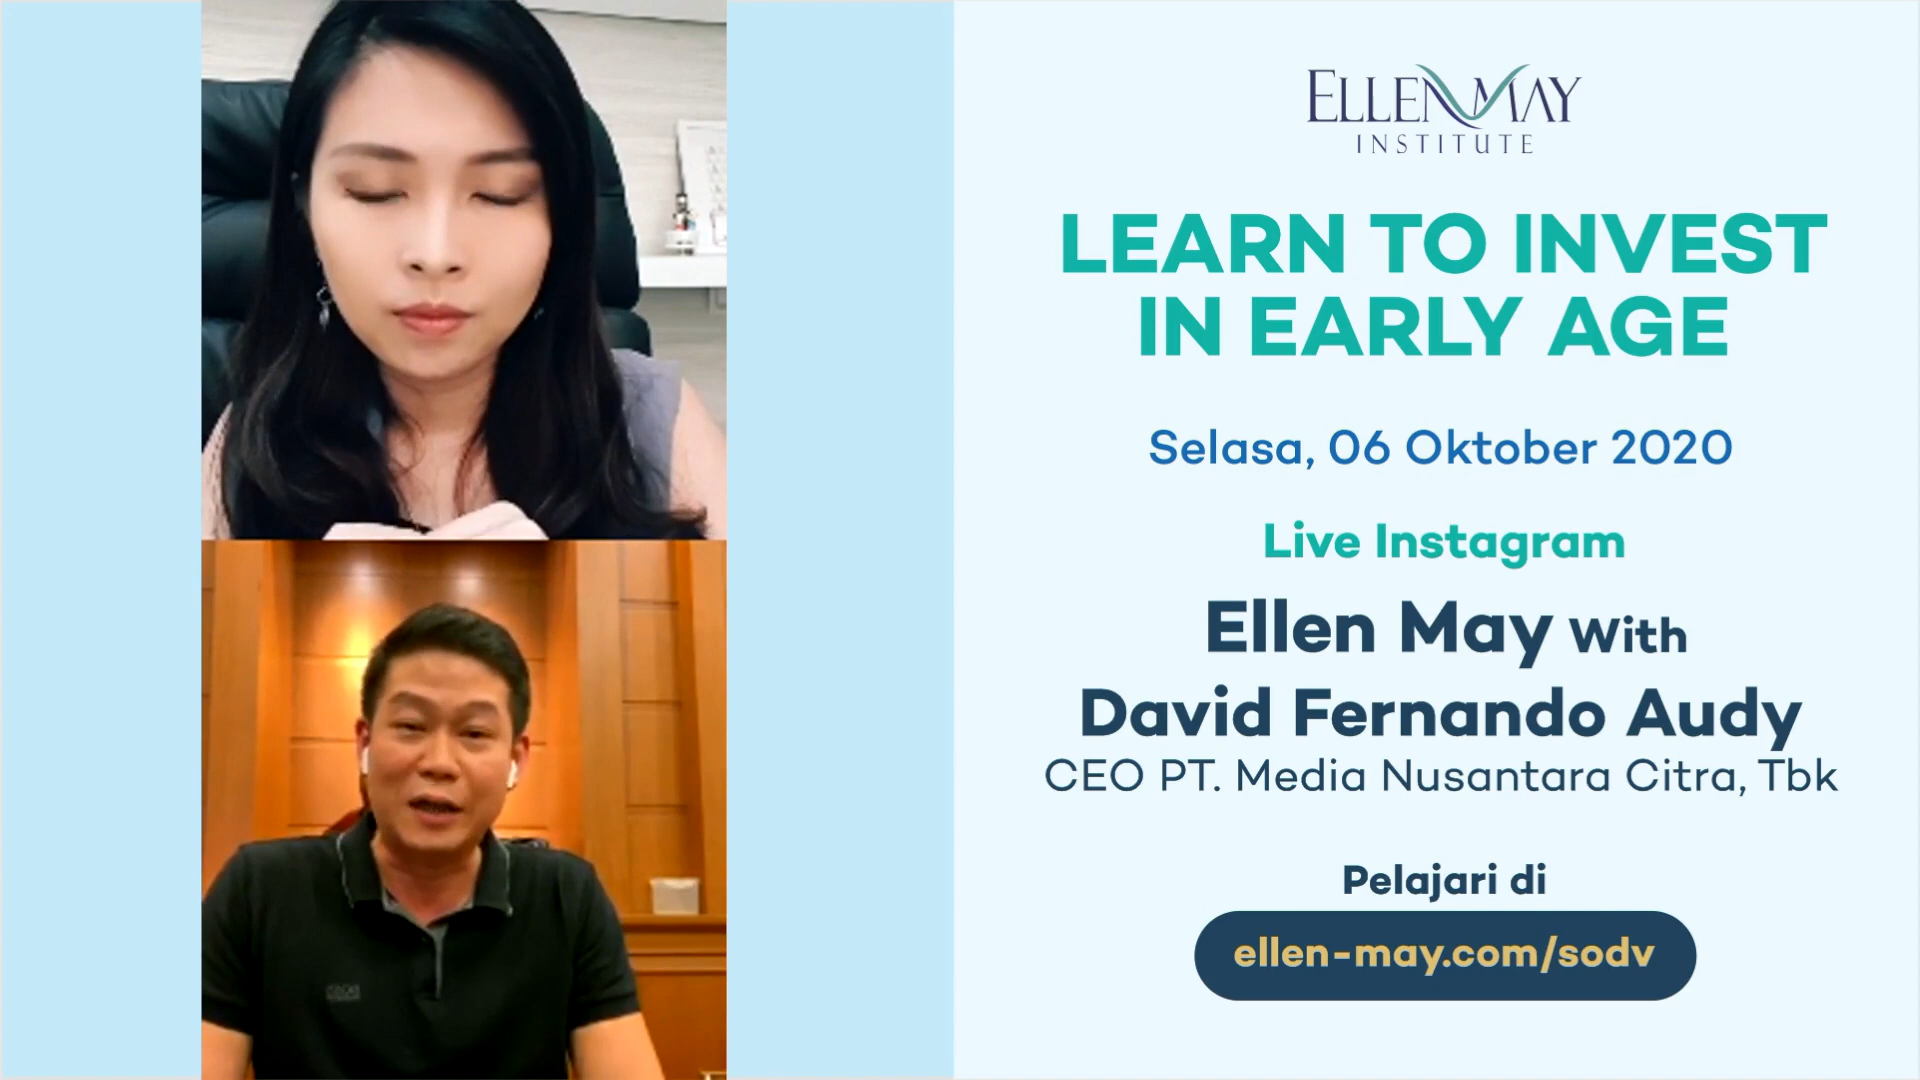 ELLEN MAY
INSTITUTE
LEARN TO INVEST
IN EARLY AGE
Selasa, 06 Oktober 2020
Live Instagram
Ellen May With
David Fernando Audy
CEO PT. Media Nusantara Citra, Tbk
Pelajari di
ellen-may.com/sodv